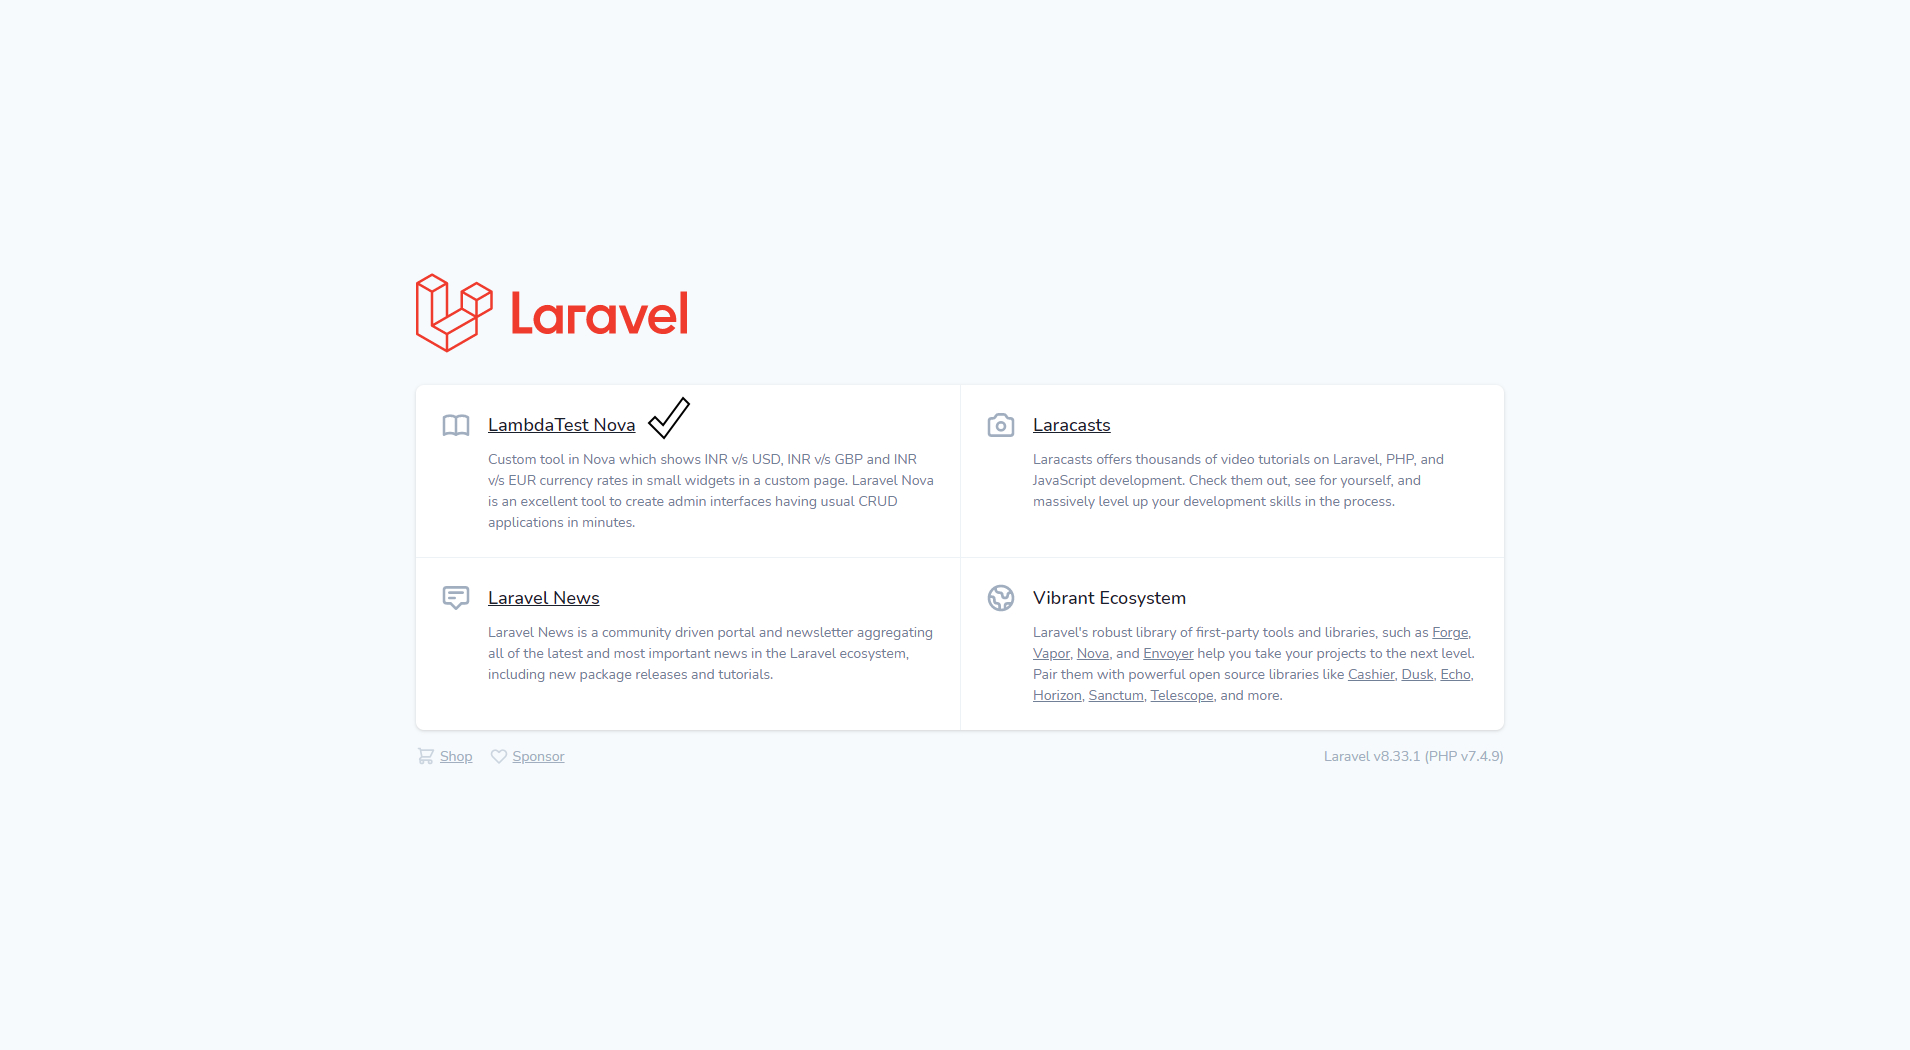 Laravel
LambdaTest Nova
Custom tool in Nova which shows INR v/s USD, INR v/s GBP and INR
v/s EUR currency rates in small widgets in a custom page. Laravel Nova
is an excellent tool to create admin interfaces having usual CRUD
applications in minutes.
Laracasts
Laracasts offers thousands of video tutorials on Laravel, PHP, and
JavaScript development. Check them out, see for yourself, and
massively level up your development skills in the process.
Laravel News
Laravel News is a community driven portal and newsletter aggregating
all of the latest and most important news in the Laravel ecosystem,
including new package releases and tutorials.
Vibrant Ecosystem
Laravel's robust library of first-party tools and libraries, such as Forge,
Vapor, Nova, and Envoyer help you take your projects to the next level.
Pair them with powerful open source libraries like Cashier, Dusk, Echo,
Horizon, Sanctum, Telescope, and more.
Shop Sponsor
Laravel v8.33.1 (PHP v7.4.9)